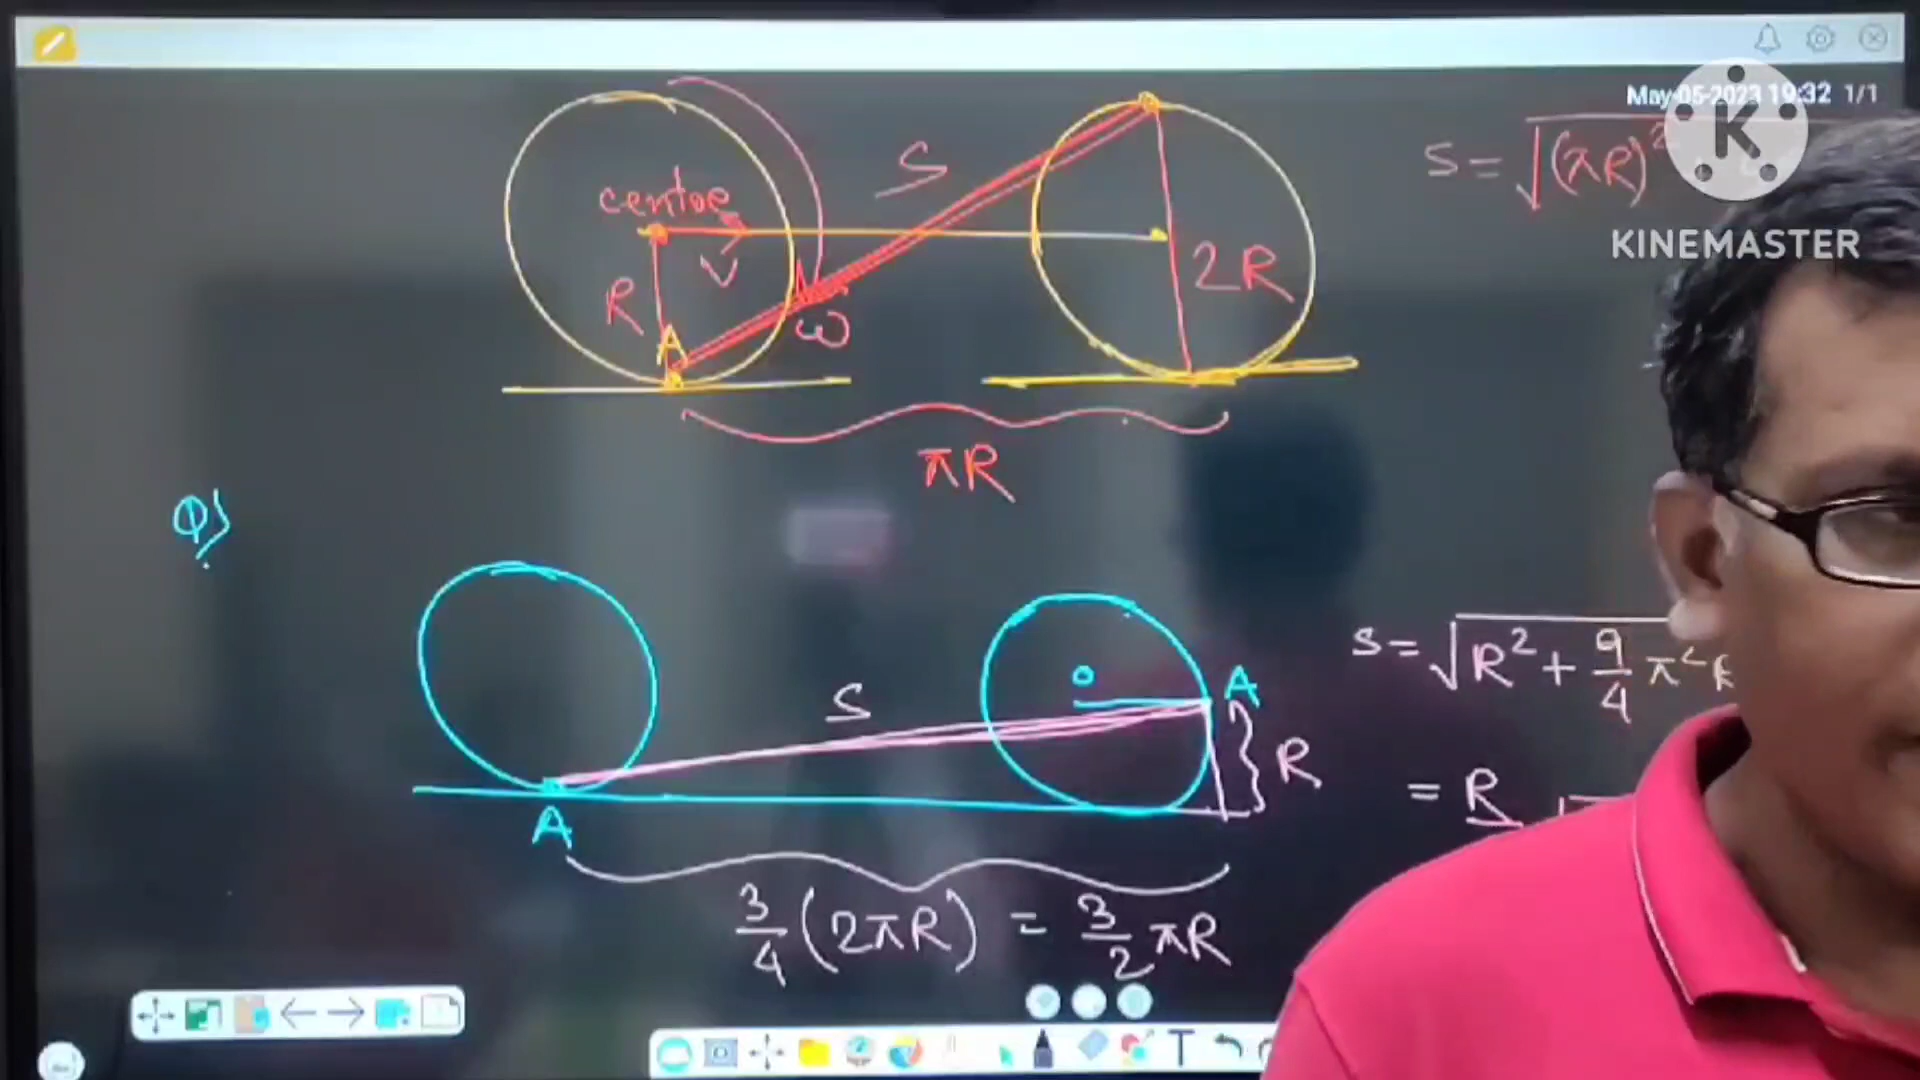 May-05-2023 19:32 1/1
K
KINEMASTER
S = √(πR)²
S
centre
V
R
2R
A
ω
πR
Q)
S = √R² + 9/4 π²R
S
O
A
R
= R
A
3/4 (2πR) = 3/2 πR
T